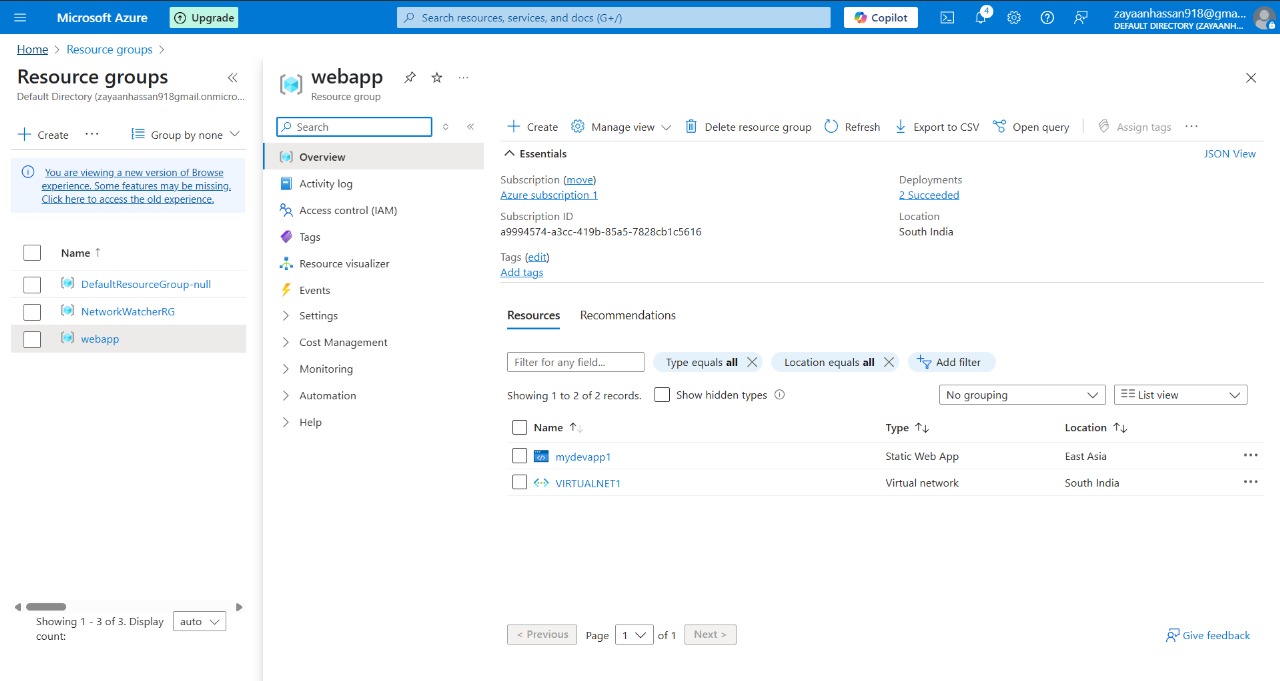 Microsoft Azure
Upgrade
Search resources, services, and docs (G+/)
Copilot
4
zayaanhassan918@gma...
DEFAULT DIRECTORY (ZAYAANH...
Home > Resource groups >
Resource groups
Default Directory (zayaanhassan918gmail.onmicro...
Create
Group by none
You are viewing a new version of Browse
experience. Some features may be missing.
Click here to access the old experience.
Name ↑
DefaultResourceGroup-null
NetworkWatcherRG
webapp
Showing 1 - 3 of 3. Display
count:
auto
webapp
Resource group
Search
Overview
Activity log
Access control (IAM)
Tags
Resource visualizer
Events
Settings
Cost Management
Monitoring
Automation
Help
Create
Manage view
Delete resource group
Refresh
Export to CSV
Open query
Assign tags
Essentials
JSON View
Subscription (move)
Azure subscription 1
Subscription ID
a9994574-a3cc-419b-85a5-7828cb1c5616
Tags (edit)
Add tags
Deployments
2 Succeeded
Location
South India
Resources
Recommendations
Filter for any field...
Type equals all
Location equals all
Add filter
Showing 1 to 2 of 2 records.
Show hidden types
No grouping
List view
Name ↑↓ Type ↑↓ Location ↑↓
mydevapp1 Static Web App East Asia
VIRTUALNET1 Virtual network South India
< Previous Page 1 of 1 Next >
Give feedback